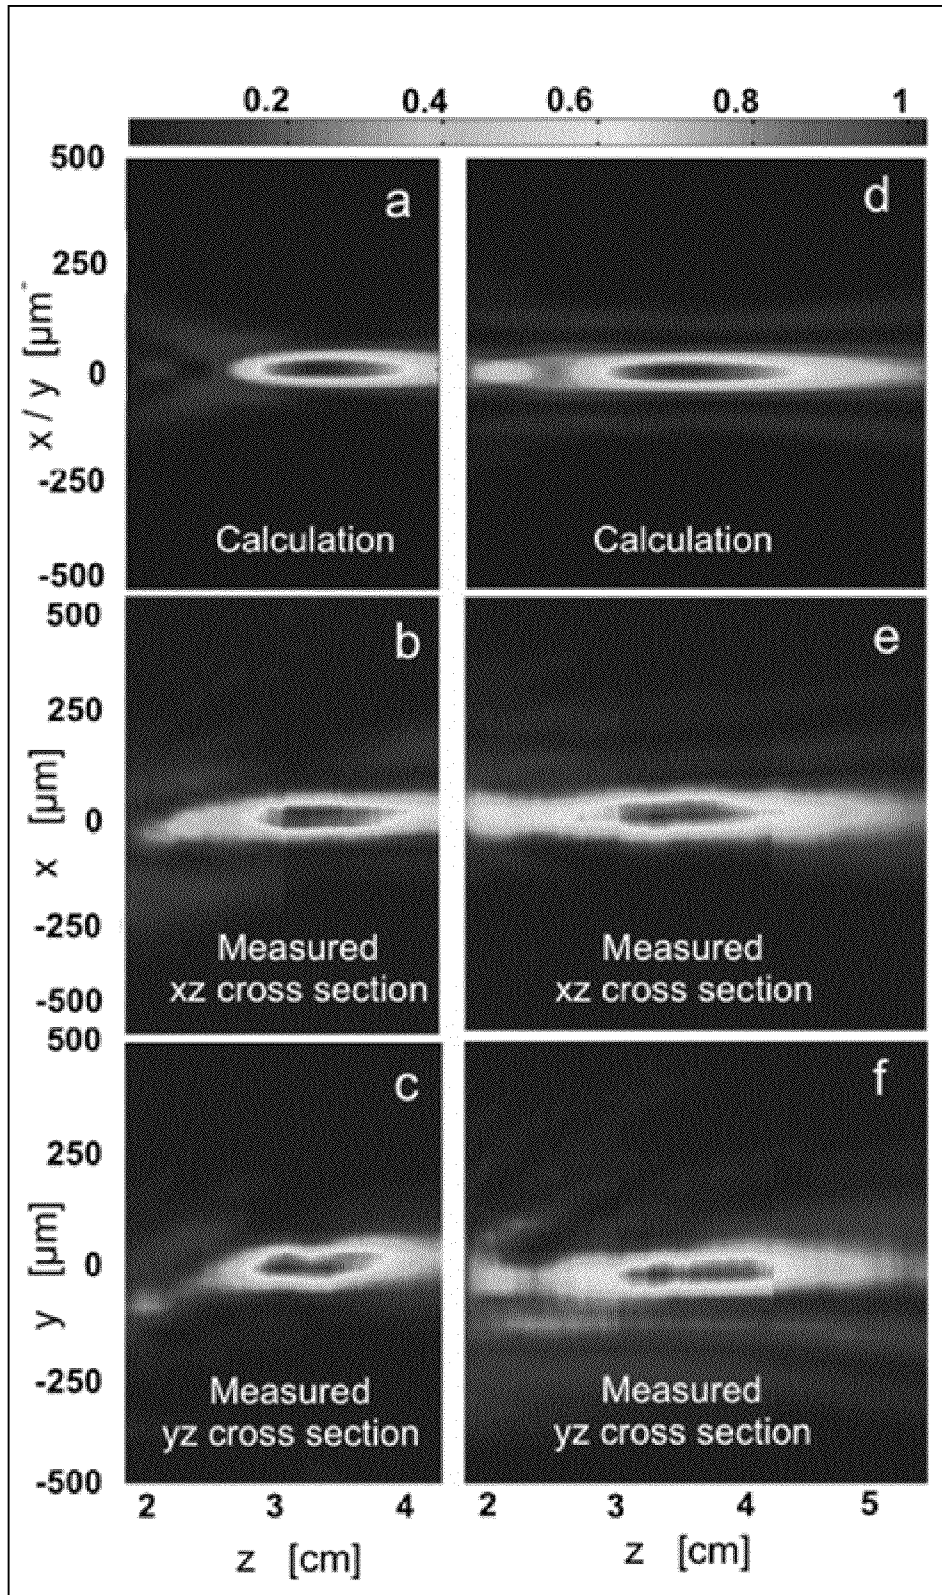 0.2 0.4 0.6 0.8 1
500
a
d
250
x / y [µm]
0
-250
Calculation
Calculation
-500
500
b
e
250
x [µm]
0
-250
Measured
xz cross section
Measured
xz cross section
-500
500
c
f
250
y [µm]
0
-250
Measured
yz cross section
Measured
yz cross section
-500
2 3 4 2 3 4 5
z [cm] z [cm]